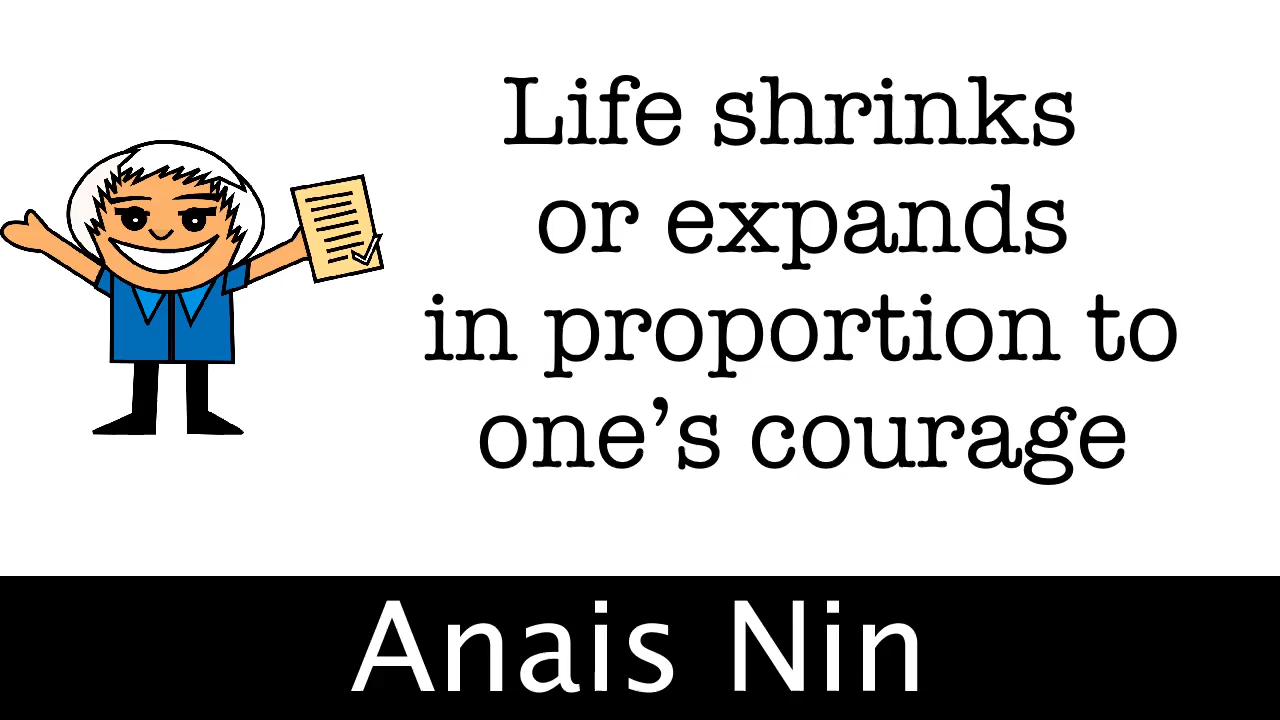 Life shrinks
or expands
in proportion to
one’s courage
Anais Nin